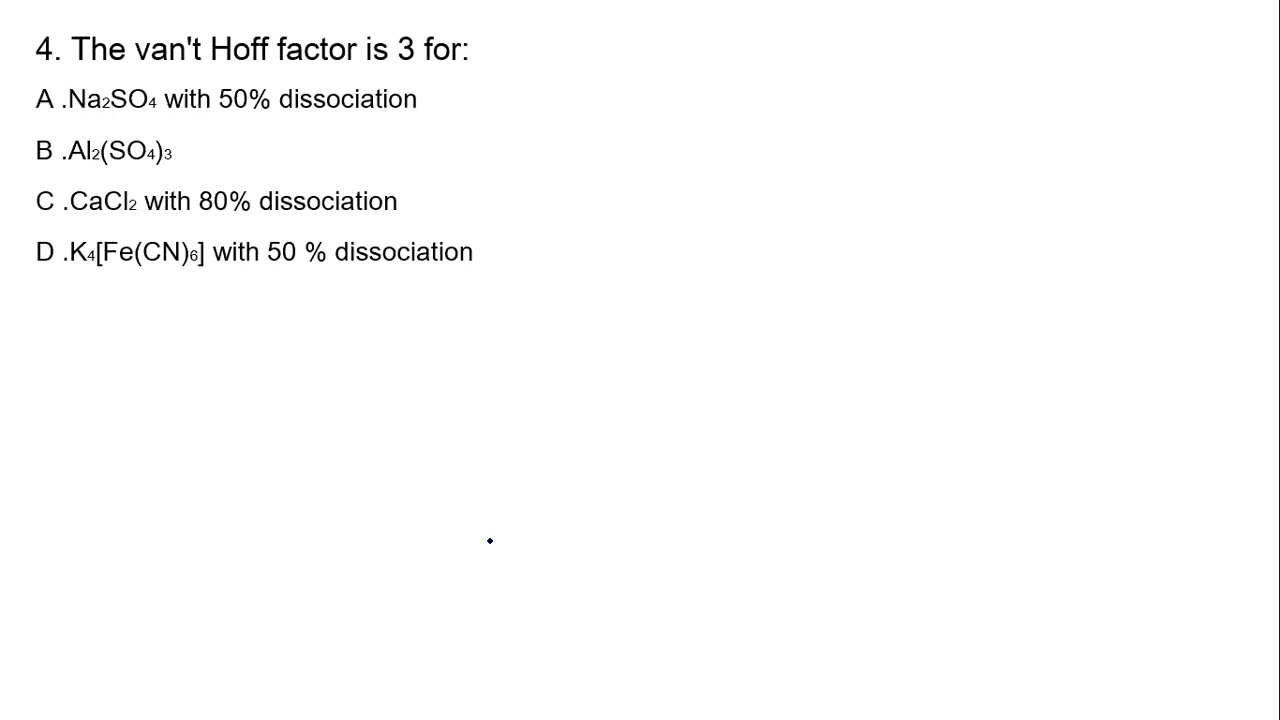 4. The van't Hoff factor is 3 for:
A .Na₂SO₄ with 50% dissociation
B .Al₂(SO₄)₃
C .CaCl₂ with 80% dissociation
D .K₄[Fe(CN)₆] with 50 % dissociation